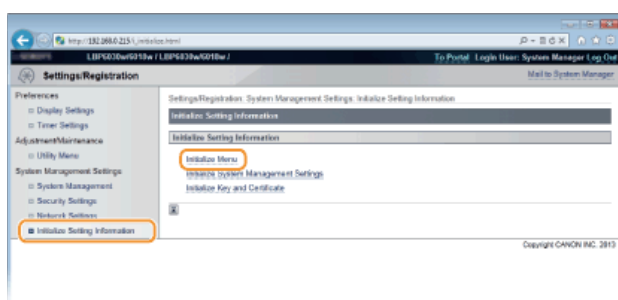 http://192.168.0.215/i_initialize.html
LBP6030w/6018w / LBP6030w/6018w /
To Portal Login User: System Manager Log Out
Settings/Registration
Mail to System Manager
Preferences
Display Settings
Timer Settings
Adjustment/Maintenance
Utility Menu
System Management Settings
System Management
Security Settings
Network Settings
Initialize Setting Information
Settings/Registration: System Management Settings: Initialize Setting Information
Initialize Setting Information
Initialize Setting Information
Initialize Menu
Initialize System Management Settings
Initialize Key and Certificate
Copyright CANON INC. 2013